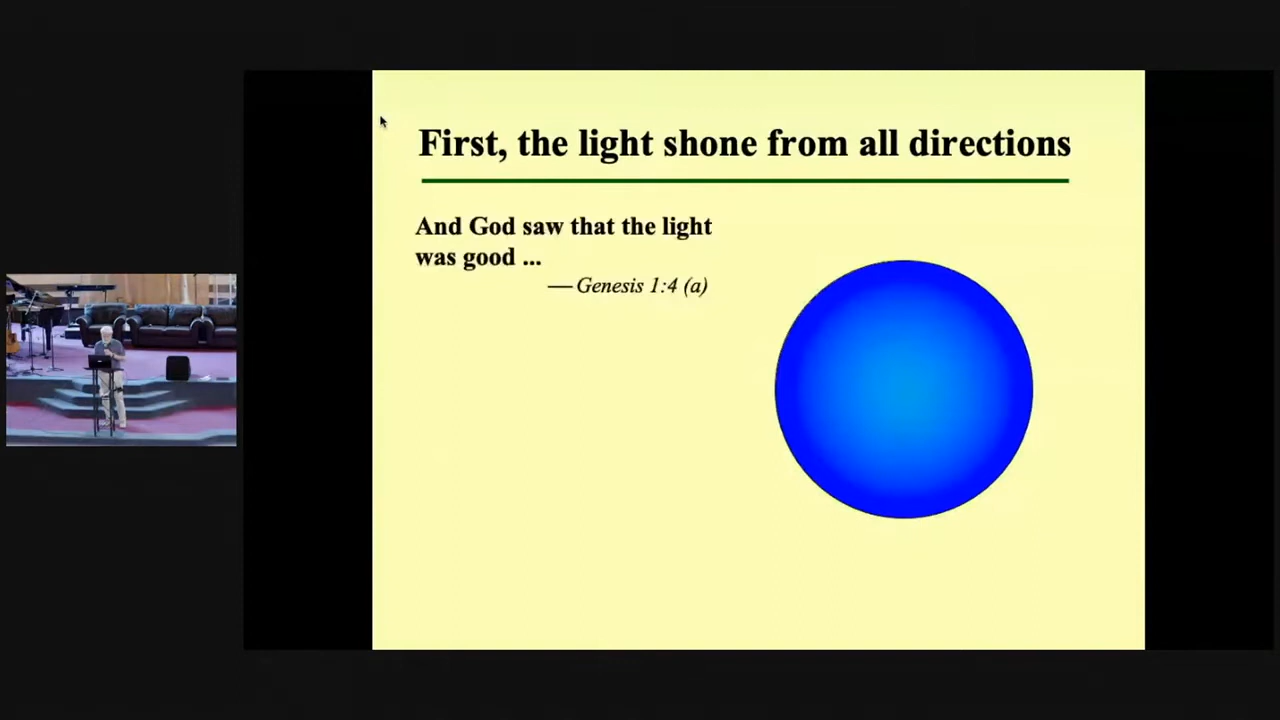 First, the light shone from all directions
And God saw that the light
was good ...
— Genesis 1:4 (a)